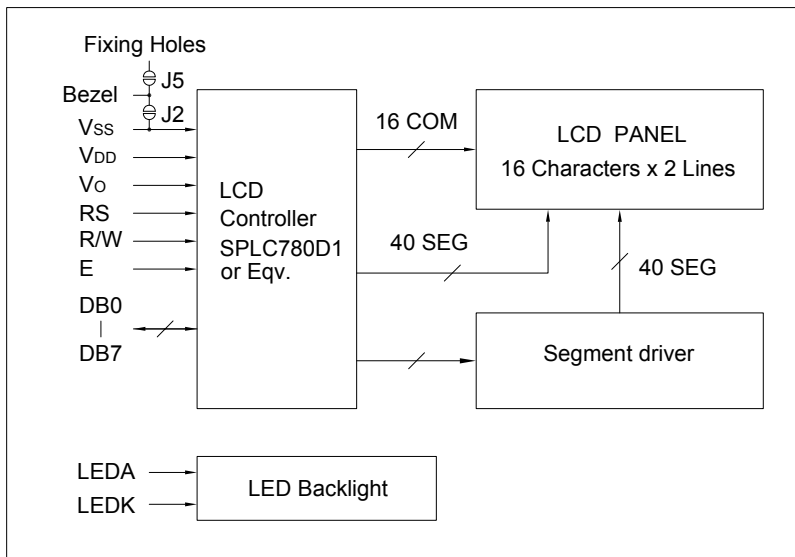 Fixing Holes
J5
Bezel
J2
VSS
VDD
VO
RS
R/W
E
DB0
|
DB7
LCD
Controller
SPLC780D1
or Eqv.
16 COM
LCD PANEL
16 Characters x 2 Lines
40 SEG
40 SEG
Segment driver
LEDA
LEDK
LED Backlight